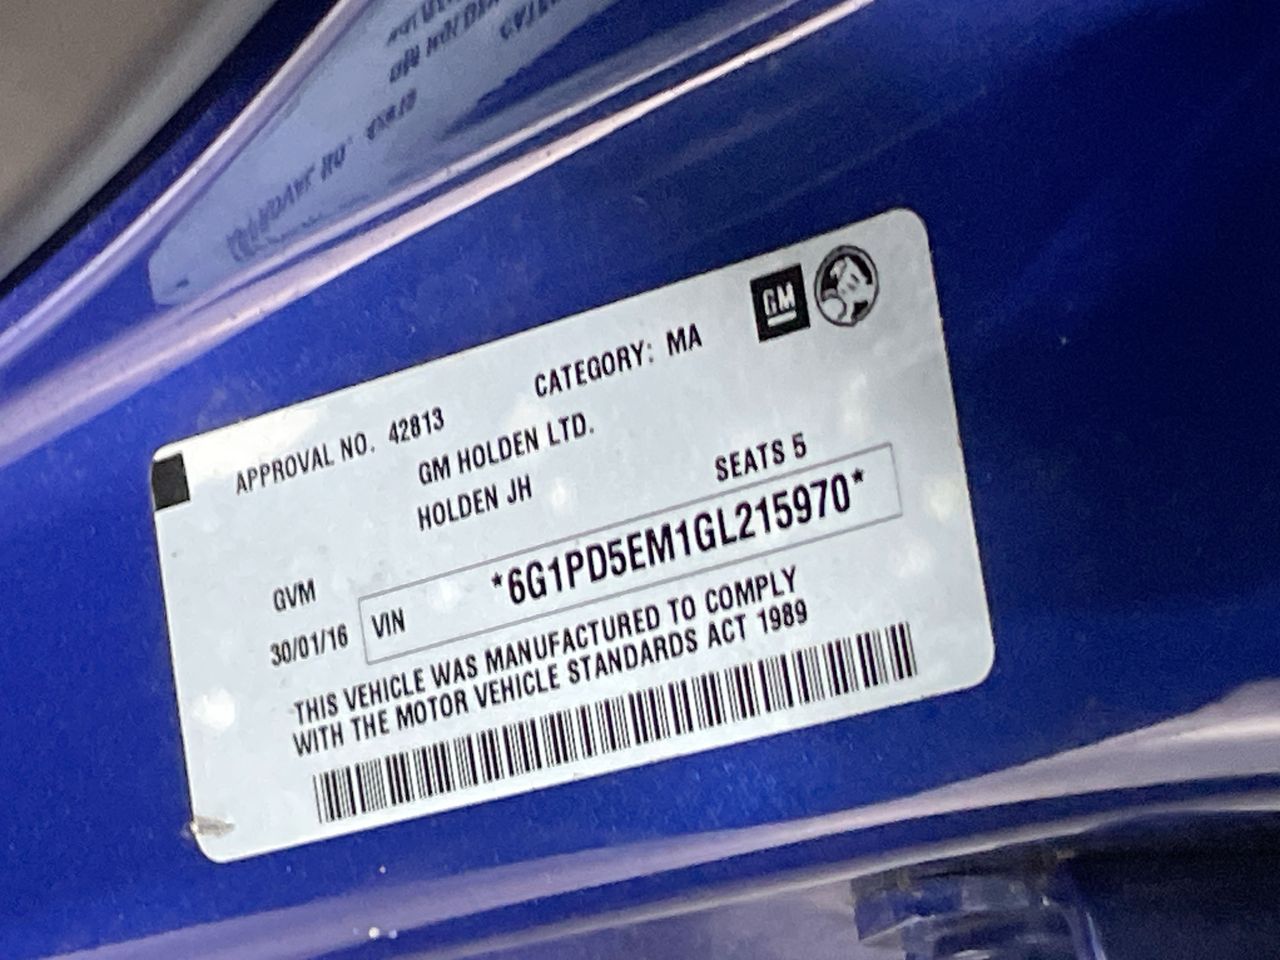 APPROVAL NO. 42813 CATEGORY: MA
GM
GM HOLDEN LTD.
HOLDEN JH SEATS 5
GVM
30/01/16 VIN *6G1PD5EM1GL215970*
THIS VEHICLE WAS MANUFACTURED TO COMPLY
WITH THE MOTOR VEHICLE STANDARDS ACT 1989